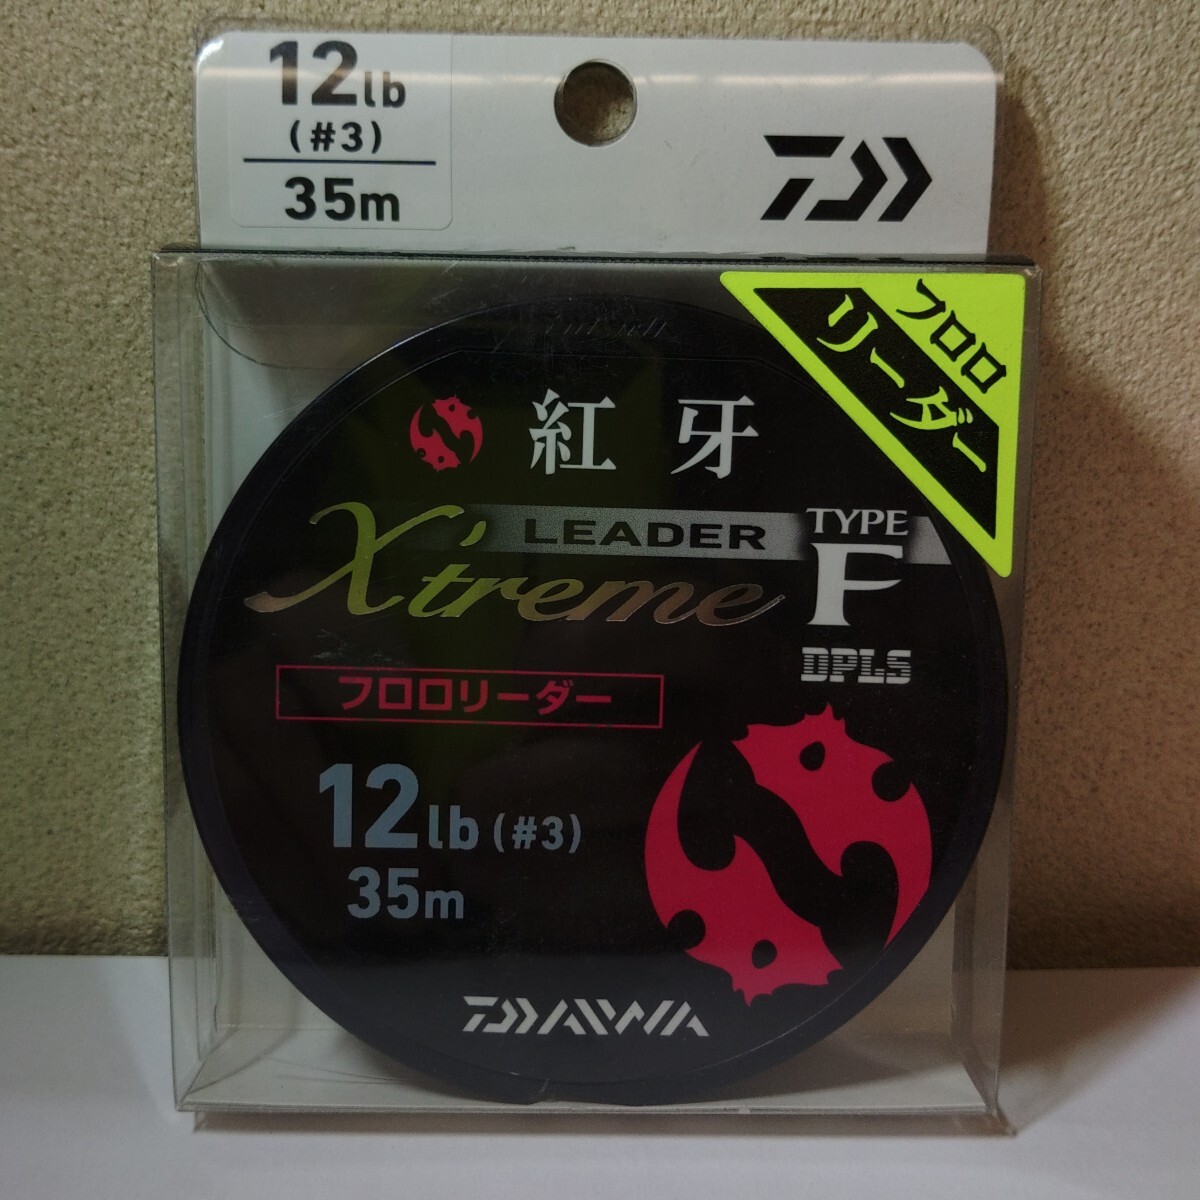 12lb
(#3)
35m
フロロ
リーダー
紅牙
LEADER
X'treme
TYPE
F
DPLS
フロロリーダー
12lb (#3)
35m
DAIWA